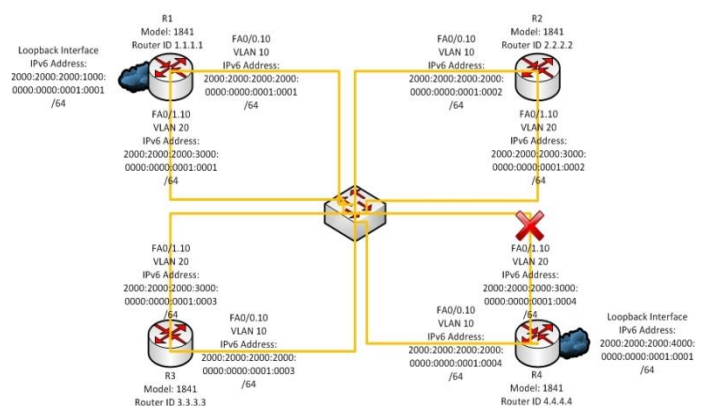 R1
Model: 1841
Router ID 1.1.1.1
Loopback Interface
IPv6 Address:
2000:2000:2000:1000:
0000:0000:0001:0001
/64
FA0/0.10
VLAN 10
IPv6 Address:
2000:2000:2000:2000:
0000:0000:0001:0001
/64
FA0/1.10
VLAN 20
IPv6 Address:
2000:2000:2000:3000:
0000:0000:0001:0001
/64
R2
Model: 1841
Router ID 2.2.2.2
FA0/0.10
VLAN 10
IPv6 Address:
2000:2000:2000:2000:
0000:0000:0001:0002
/64
FA0/1.10
VLAN 20
IPv6 Address:
2000:2000:2000:3000:
0000:0000:0001:0002
/64
FA0/1.10
VLAN 20
IPv6 Address:
2000:2000:2000:3000:
0000:0000:0001:0003
/64
FA0/0.10
VLAN 10
IPv6 Address:
2000:2000:2000:2000:
0000:0000:0001:0003
/64
R3
Model: 1841
Router ID 3.3.3.3
FA0/1.10
VLAN 20
IPv6 Address:
2000:2000:2000:3000:
0000:0000:0001:0004
/64
FA0/0.10
VLAN 10
IPv6 Address:
2000:2000:2000:2000:
0000:0000:0001:0004
/64
Loopback Interface
IPv6 Address:
2000:2000:2000:4000:
0000:0000:0001:0001
/64
R4
Model: 1841
Router ID 4.4.4.4